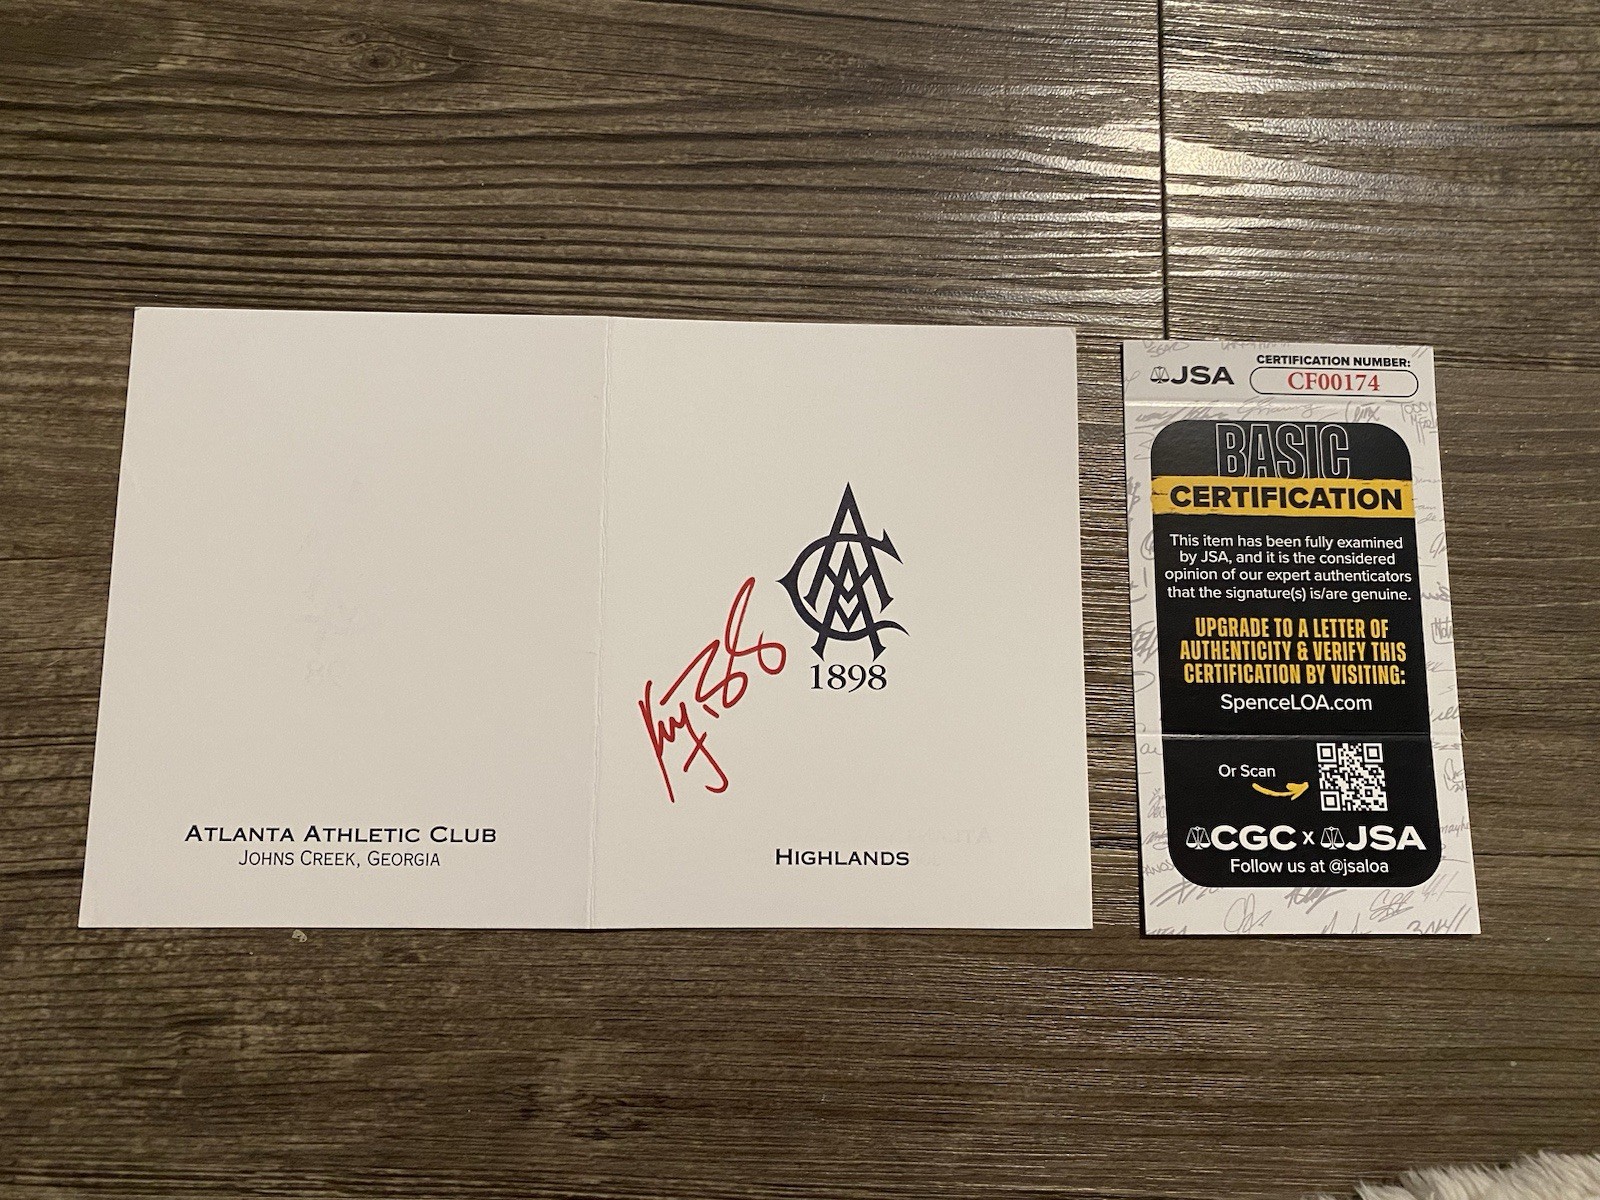 ATLANTA ATHLETIC CLUB
JOHNS CREEK, GEORGIA
1898
HIGHLANDS
JSA
CERTIFICATION NUMBER:
CF00174
BASIC
CERTIFICATION
This item has been fully examined
by JSA, and it is the considered
opinion of our expert authenticators
that the signature(s) is/are genuine.
UPGRADE TO A LETTER OF
AUTHENTICITY & VERIFY THIS
CERTIFICATION BY VISITING:
SpenceLOA.com
Or Scan
CGC x JSA
Follow us at @jsaloa